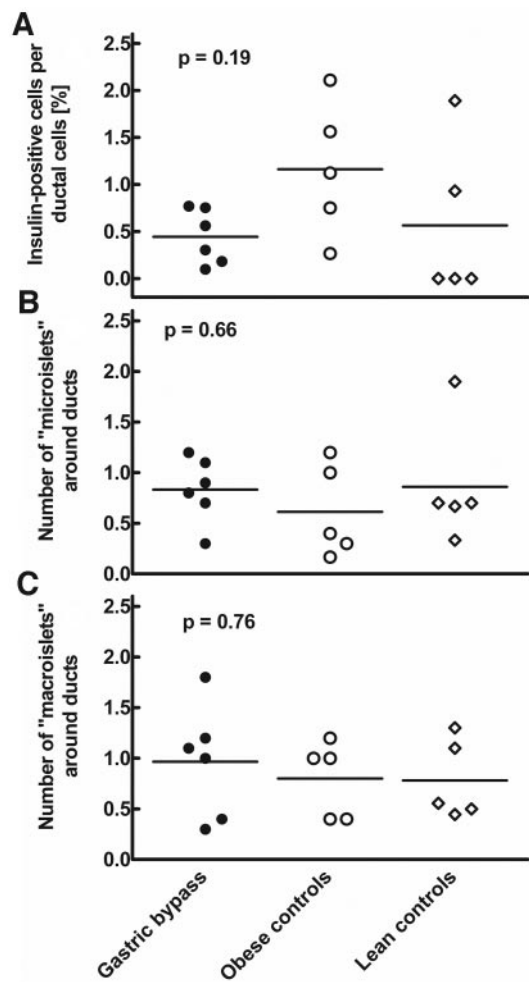 A
Insulin-positive cells per
ductal cells [%]
2.5
2.0
1.5
1.0
0.5
0.0
p = 0.19
B
Number of "microislets"
around ducts
2.5
2.0
1.5
1.0
0.5
0.0
p = 0.66
C
Number of "macroislets"
around ducts
2.5
2.0
1.5
1.0
0.5
0.0
p = 0.76
Gastric bypass
Obese controls
Lean controls